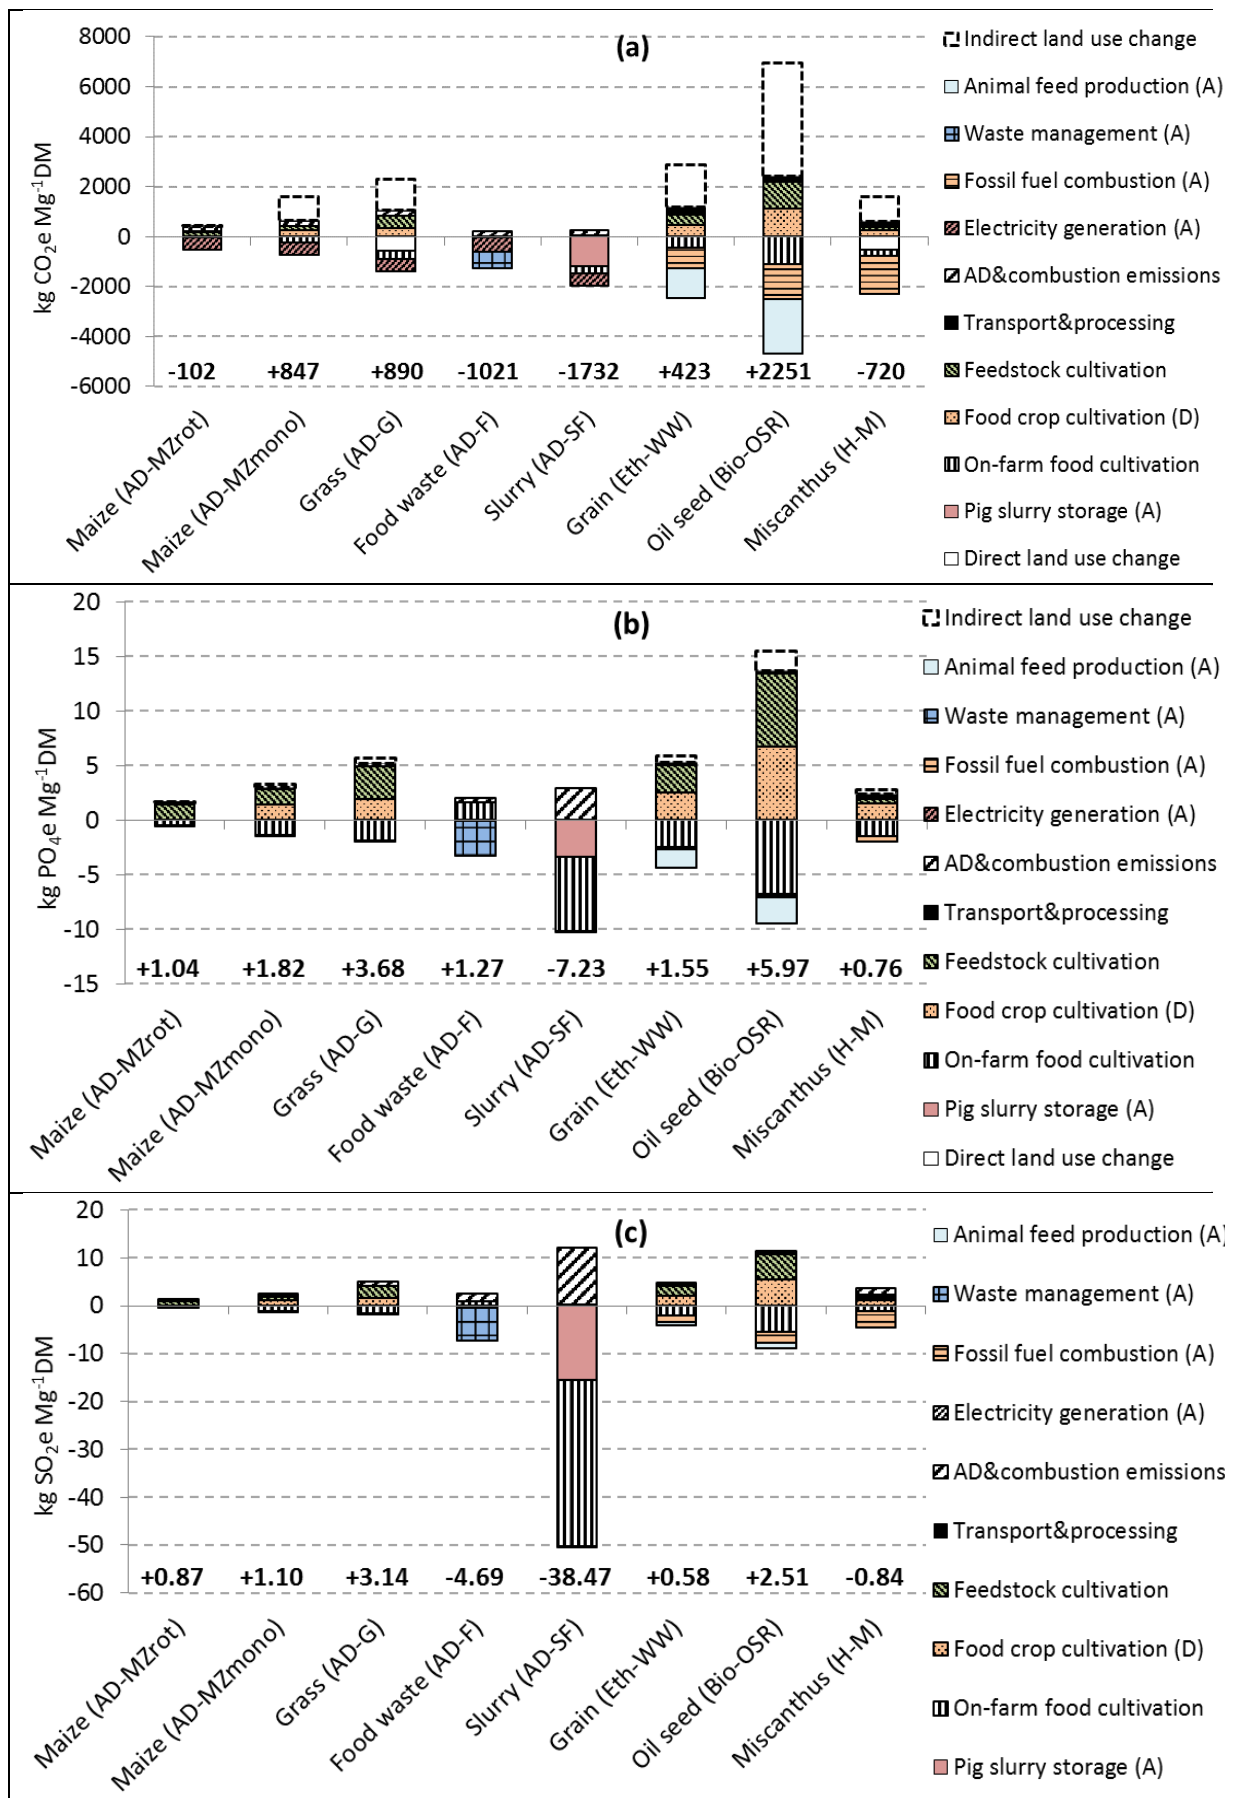 (a)
kg CO₂e Mg⁻¹DM
8000
6000
4000
2000
0
-2000
-4000
-6000
-102 +847 +890 -1021 -1732 +423 +2251 -720
Maize (AD-MZrot)
Maize (AD-MZmono)
Grass (AD-G)
Food waste (AD-F)
Slurry (AD-SF)
Grain (Eth-WW)
Oil seed (Bio-OSR)
Miscanthus (H-M)
Indirect land use change
Animal feed production (A)
Waste management (A)
Fossil fuel combustion (A)
Electricity generation (A)
AD&combustion emissions
Transport&processing
Feedstock cultivation
Food crop cultivation (D)
On-farm food cultivation
Pig slurry storage (A)
Direct land use change
(b)
kg PO₄e Mg⁻¹DM
20
15
10
5
0
-5
-10
-15
+1.04 +1.82 +3.68 +1.27 -7.23 +1.55 +5.97 +0.76
Maize (AD-MZrot)
Maize (AD-MZmono)
Grass (AD-G)
Food waste (AD-F)
Slurry (AD-SF)
Grain (Eth-WW)
Oil seed (Bio-OSR)
Miscanthus (H-M)
Indirect land use change
Animal feed production (A)
Waste management (A)
Fossil fuel combustion (A)
Electricity generation (A)
AD&combustion emissions
Transport&processing
Feedstock cultivation
Food crop cultivation (D)
On-farm food cultivation
Pig slurry storage (A)
Direct land use change
(c)
kg SO₂e Mg⁻¹DM
20
10
0
-10
-20
-30
-40
-50
-60
+0.87 +1.10 +3.14 -4.69 -38.47 +0.58 +2.51 -0.84
Maize (AD-MZrot)
Maize (AD-MZmono)
Grass (AD-G)
Food waste (AD-F)
Slurry (AD-SF)
Grain (Eth-WW)
Oil seed (Bio-OSR)
Miscanthus (H-M)
Animal feed production (A)
Waste management (A)
Fossil fuel combustion (A)
Electricity generation (A)
AD&combustion emissions
Transport&processing
Feedstock cultivation
Food crop cultivation (D)
On-farm food cultivation
Pig slurry storage (A)